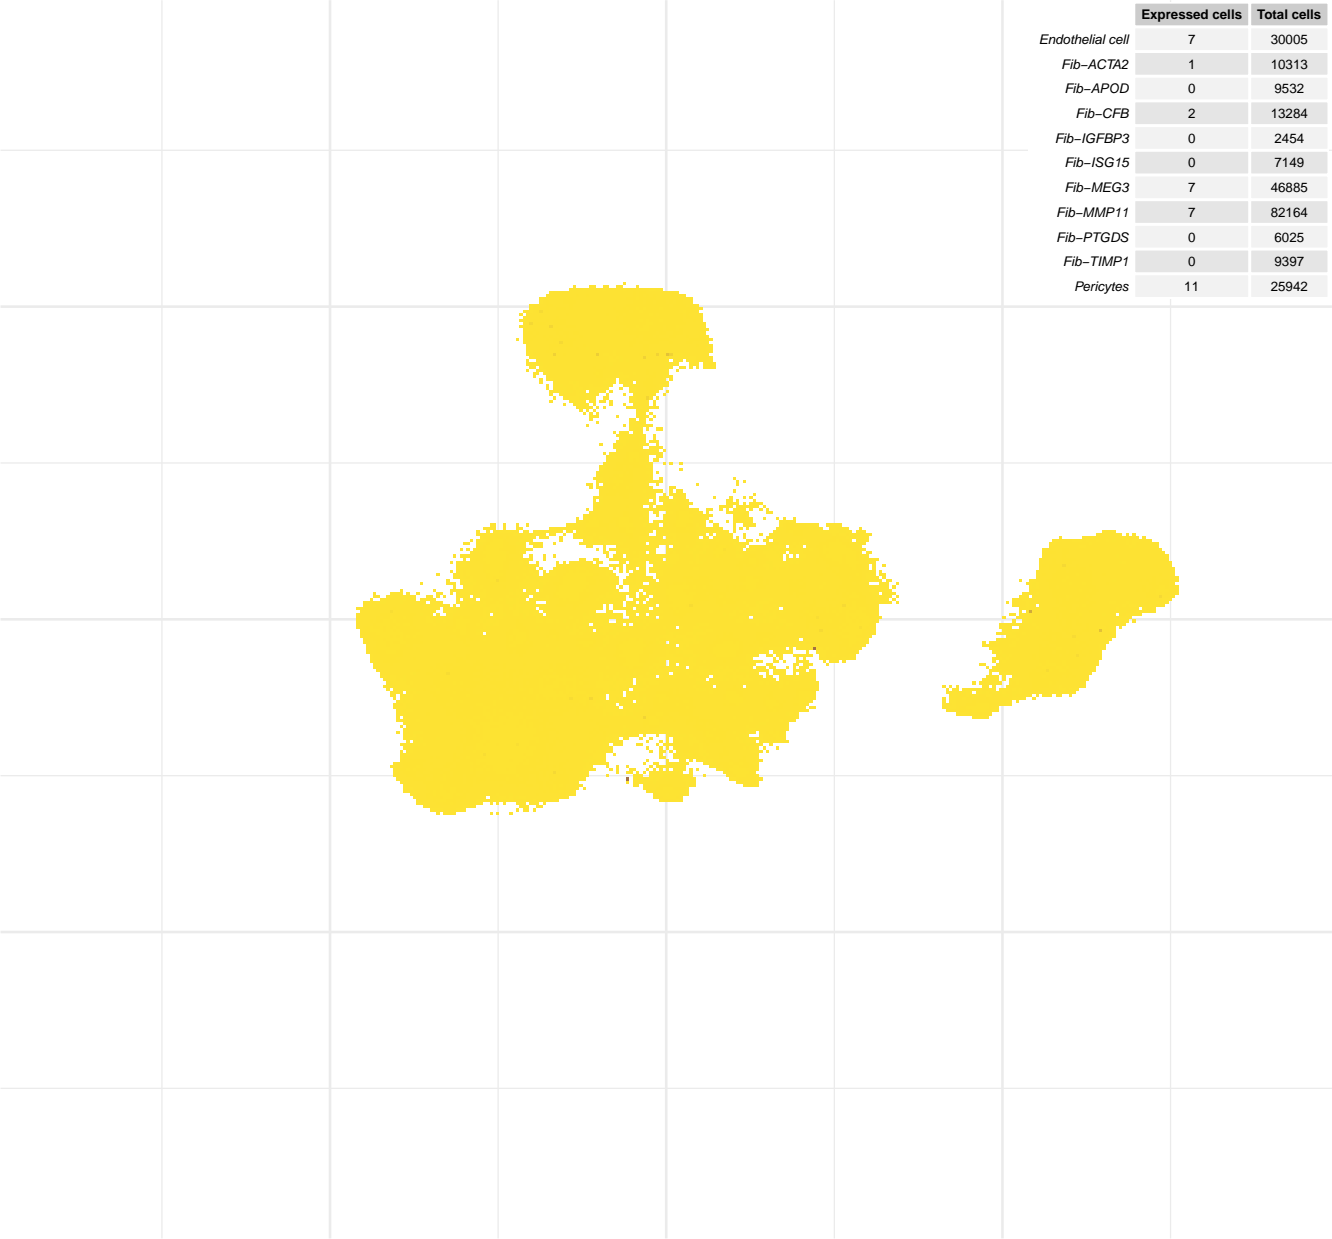 Expressed cells Total cells
Endothelial cell 7 30005
Fib−ACTA2 1 10313
Fib−APOD 0 9532
Fib−CFB 2 13284
Fib−IGFBP3 0 2454
Fib−ISG15 0 7149
Fib−MEG3 7 46885
Fib−MMP11 7 82164
Fib−PTGDS 0 6025
Fib−TIMP1 0 9397
Pericytes 11 25942